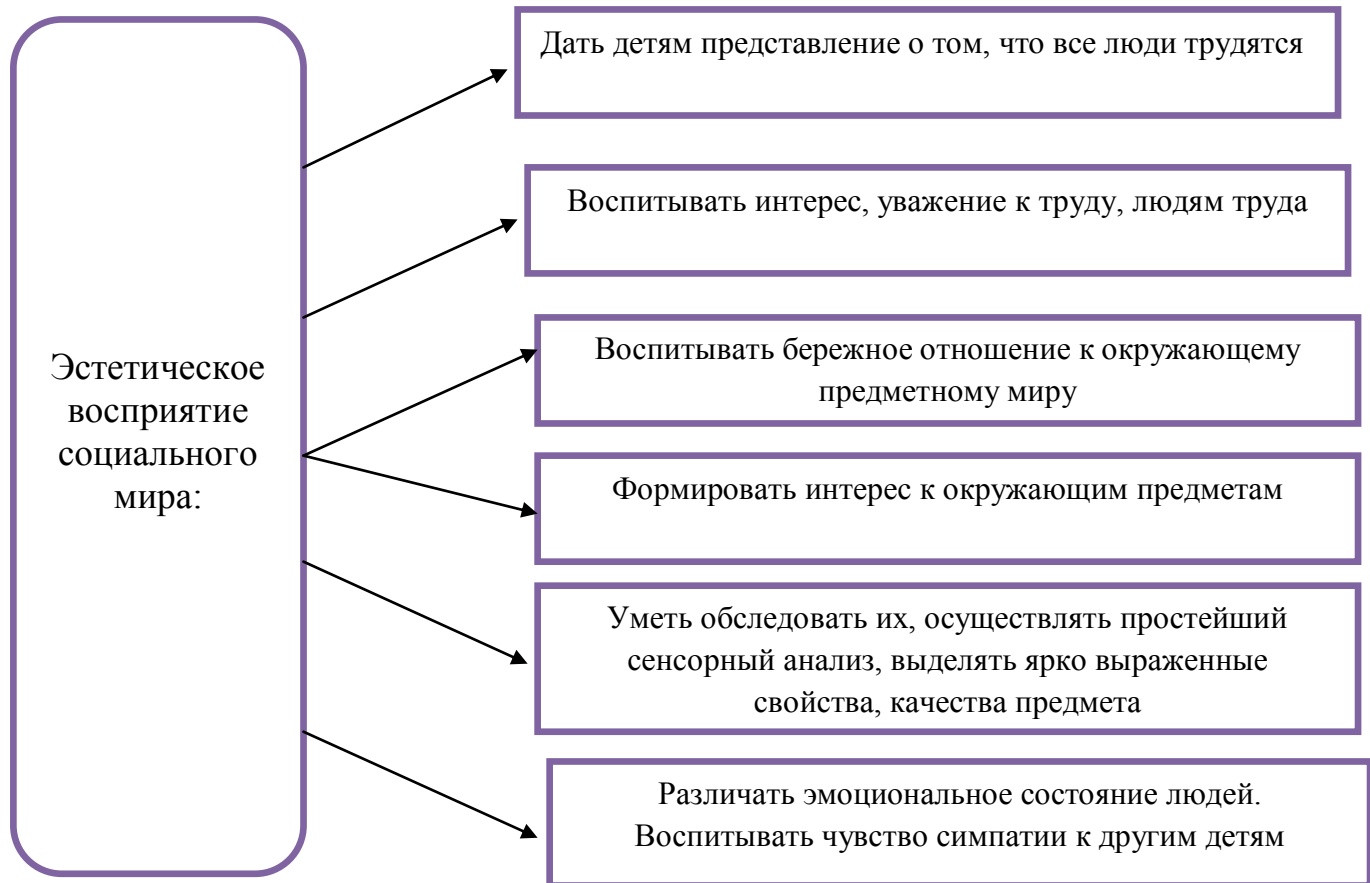 Эстетическое
восприятие
социального
мира:
Дать детям представление о том, что все люди трудятся
Воспитывать интерес, уважение к труду, людям труда
Воспитывать бережное отношение к окружающему
предметному миру
Формировать интерес к окружающим предметам
Уметь обследовать их, осуществлять простейший
сенсорный анализ, выделять ярко выраженные
свойства, качества предмета
Различать эмоциональное состояние людей.
Воспитывать чувство симпатии к другим детям